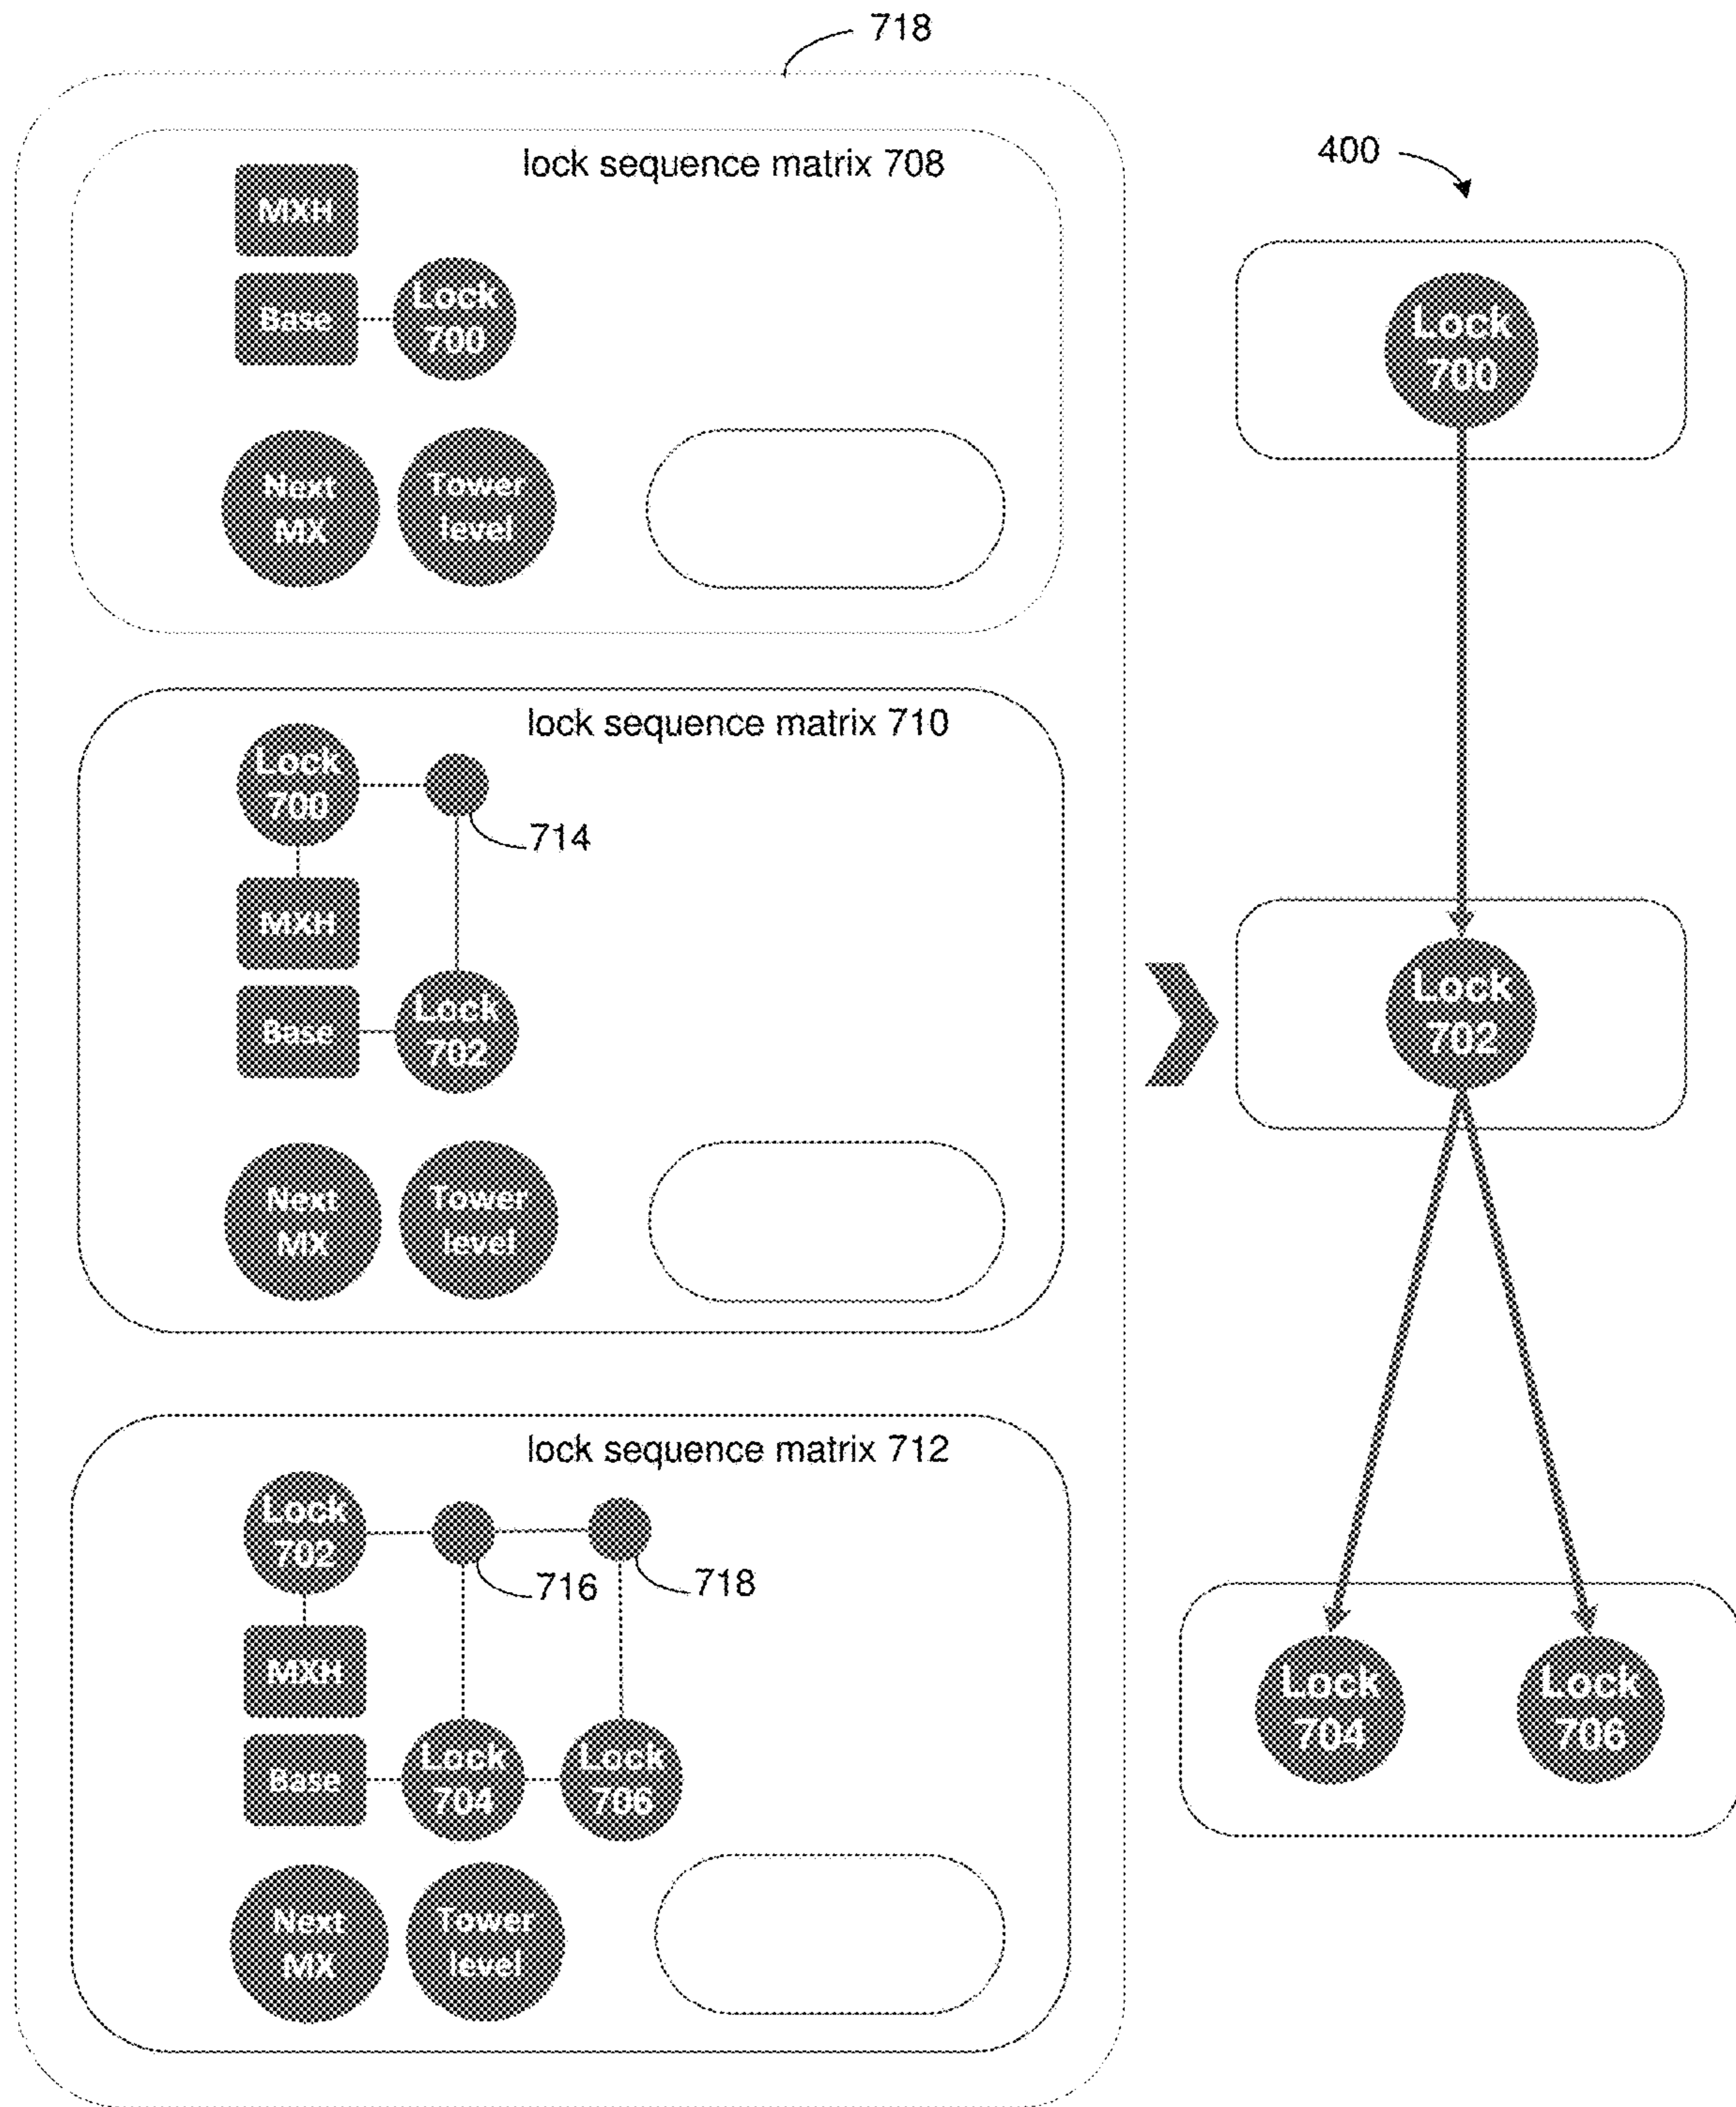 718
lock sequence matrix 708
MXH
Base
Lock
700
Next
MX
Tower
level
lock sequence matrix 710
Lock
700
714
MXH
Base
Lock
702
Next
MX
Tower
level
lock sequence matrix 712
Lock
702
716
718
MXH
Base
Lock
704
Lock
706
Next
MX
Tower
level
400
Lock
700
Lock
702
Lock
704
Lock
706